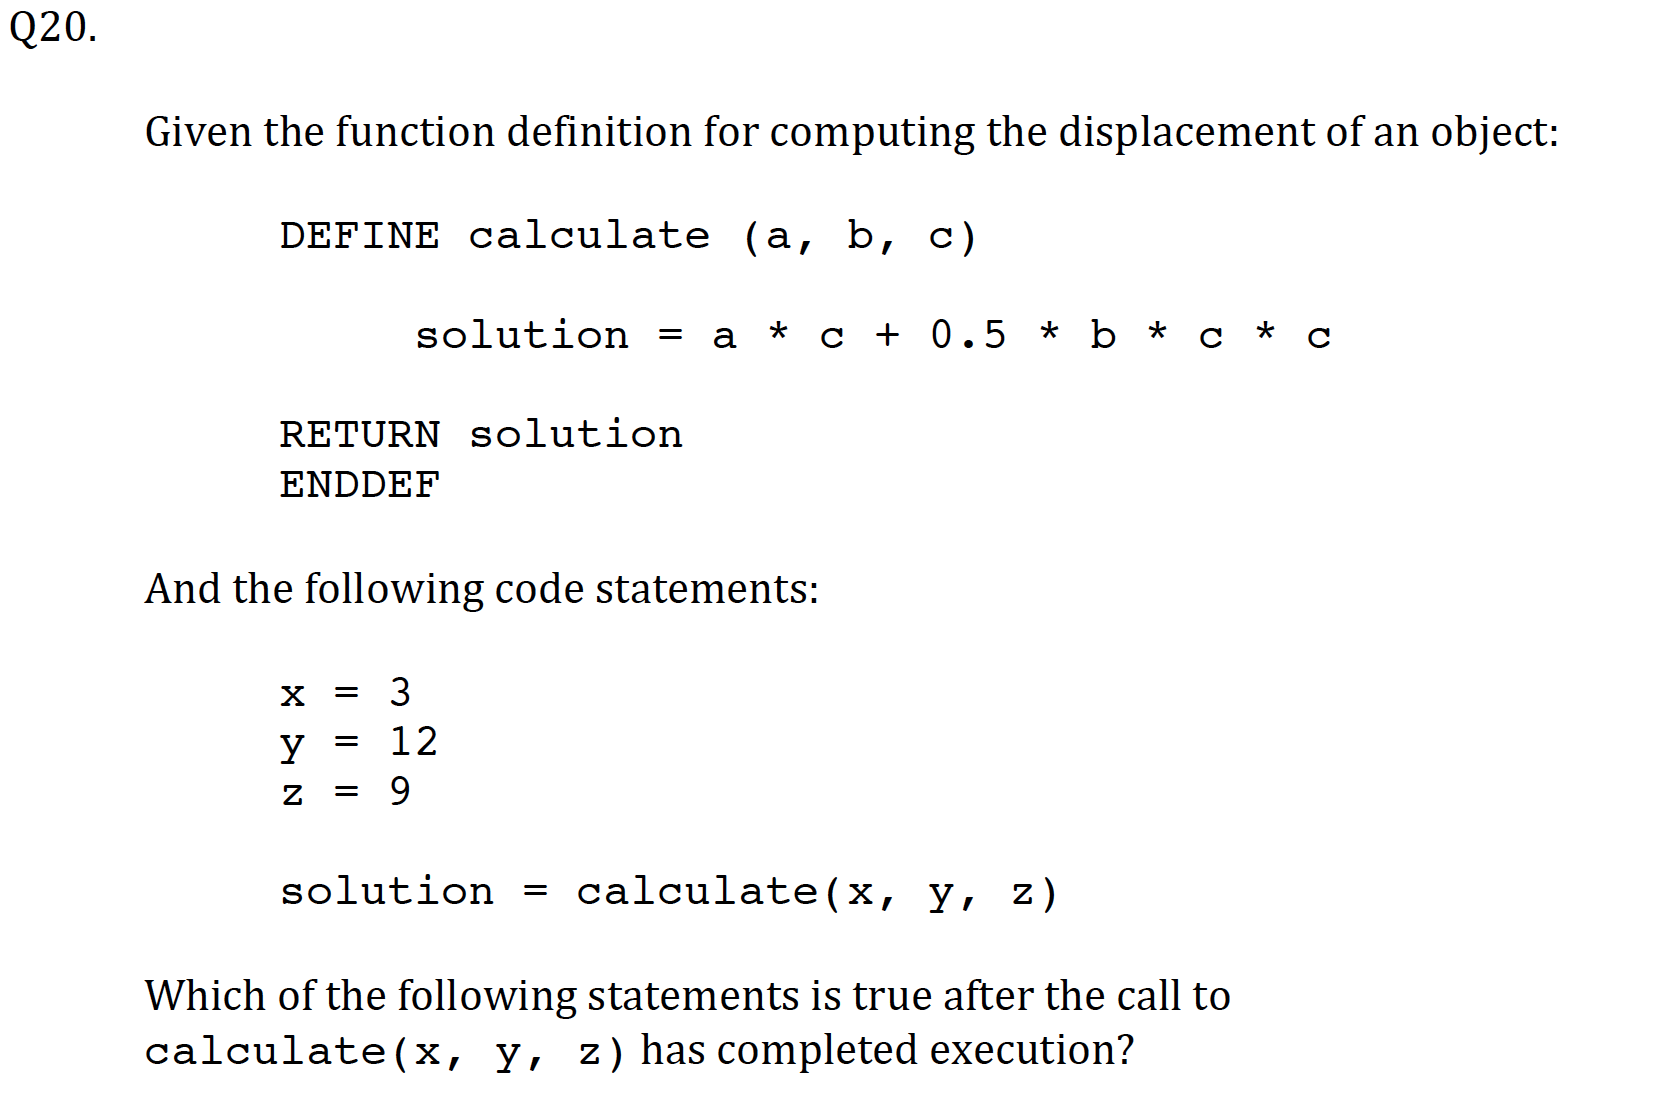 Q20.
Given the function definition for computing the displacement of an object:
DEFINE calculate (a, b, c)
solution = a * c + 0.5 * b * c * c
RETURN solution
ENDDEF
And the following code statements:
x = 3
y = 12
z = 9
solution = calculate(x, y, z)
Which of the following statements is true after the call to
calculate(x, y, z) has completed execution?